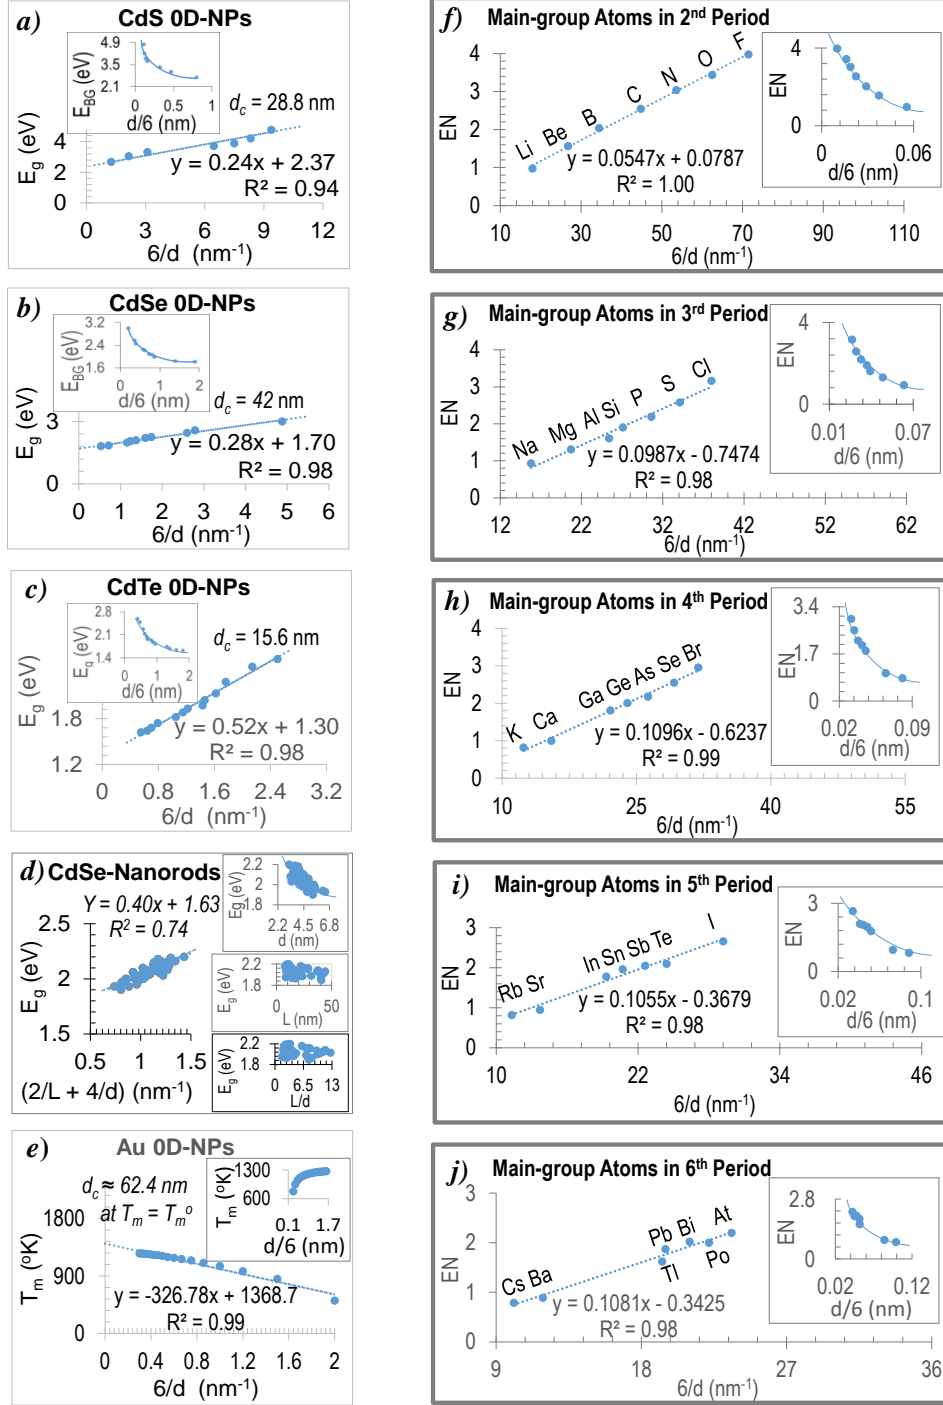 a) CdS 0D-NPs
4.9
3.5
2.1
E_BG (eV)
0 0.5 1
d/6 (nm)
d_c = 28.8 nm
E_g (eV)
4
2
0
y = 0.24x + 2.37
R² = 0.94
0 3 6 9 12
6/d (nm⁻¹)
b) CdSe 0D-NPs
3.2
2.4
1.6
E_BG (eV)
0 1 2
d/6 (nm)
d_c = 42 nm
E_g (eV)
3
0
y = 0.28x + 1.70
R² = 0.98
0 1 2 3 4 5 6
6/d (nm⁻¹)
c) CdTe 0D-NPs
2.8
2.1
1.4
E_g (eV)
0 1 2
d/6 (nm)
d_c = 15.6 nm
E_g (eV)
1.8
1.2
y = 0.52x + 1.30
R² = 0.98
0 0.8 1.6 2.4 3.2
6/d (nm⁻¹)
d) CdSe-Nanorods
Y = 0.40x + 1.63
R² = 0.74
E_g (eV)
2.5
2
1.5
0.5 1 1.5
(2/L + 4/d) (nm⁻¹)
Eg (eV)
2.2
2
1.8
2.2 4.5 6.8
d (nm)
E_g (eV)
2.2
1.8
0 50
L (nm)
E_g (eV)
2.2
1.8
0 6.5 13
L/d
e) Au 0D-NPs
d_c ≈ 62.4 nm
at T_m = T_m^o
T_m (ᵒK)
1300
600
0.1 1.7
d/6 (nm)
T_m (ᵒK)
1800
900
0
y = -326.78x + 1368.7
R² = 0.99
0 0.4 0.8 1.2 1.6 2
6/d (nm⁻¹)
f) Main-group Atoms in 2nd Period
EN
4
3
2
1
0
Li Be B C N O F
y = 0.0547x + 0.0787
R² = 1.00
10 30 50 70 90 110
6/d (nm⁻¹)
EN
4
0
0 0.06
d/6 (nm)
g) Main-group Atoms in 3rd Period
EN
4
3
2
1
0
Na Mg Al Si P S Cl
y = 0.0987x - 0.7474
R² = 0.98
12 22 32 42 52 62
6/d (nm⁻¹)
EN
4
0
0.01 0.07
d/6 (nm)
h) Main-group Atoms in 4th Period
EN
4
3
2
1
0
K Ca Ga Ge As Se Br
y = 0.1096x - 0.6237
R² = 0.99
10 25 40 55
6/d (nm⁻¹)
EN
3.4
1.7
0
0.02 0.09
d/6 (nm)
i) Main-group Atoms in 5th Period
EN
3
2
1
0
Rb Sr In Sn Sb Te I
y = 0.1055x - 0.3679
R² = 0.98
10 22 34 46
6/d (nm⁻¹)
EN
3
0
0.02 0.1
d/6 (nm)
j) Main-group Atoms in 6th Period
EN
3
2
1
0
Cs Ba Pb Bi At
Tl Po
y = 0.1081x - 0.3425
R² = 0.98
9 18 27 36
6/d (nm⁻¹)
EN
2.8
1.4
0
0.02 0.12
d/6 (nm)